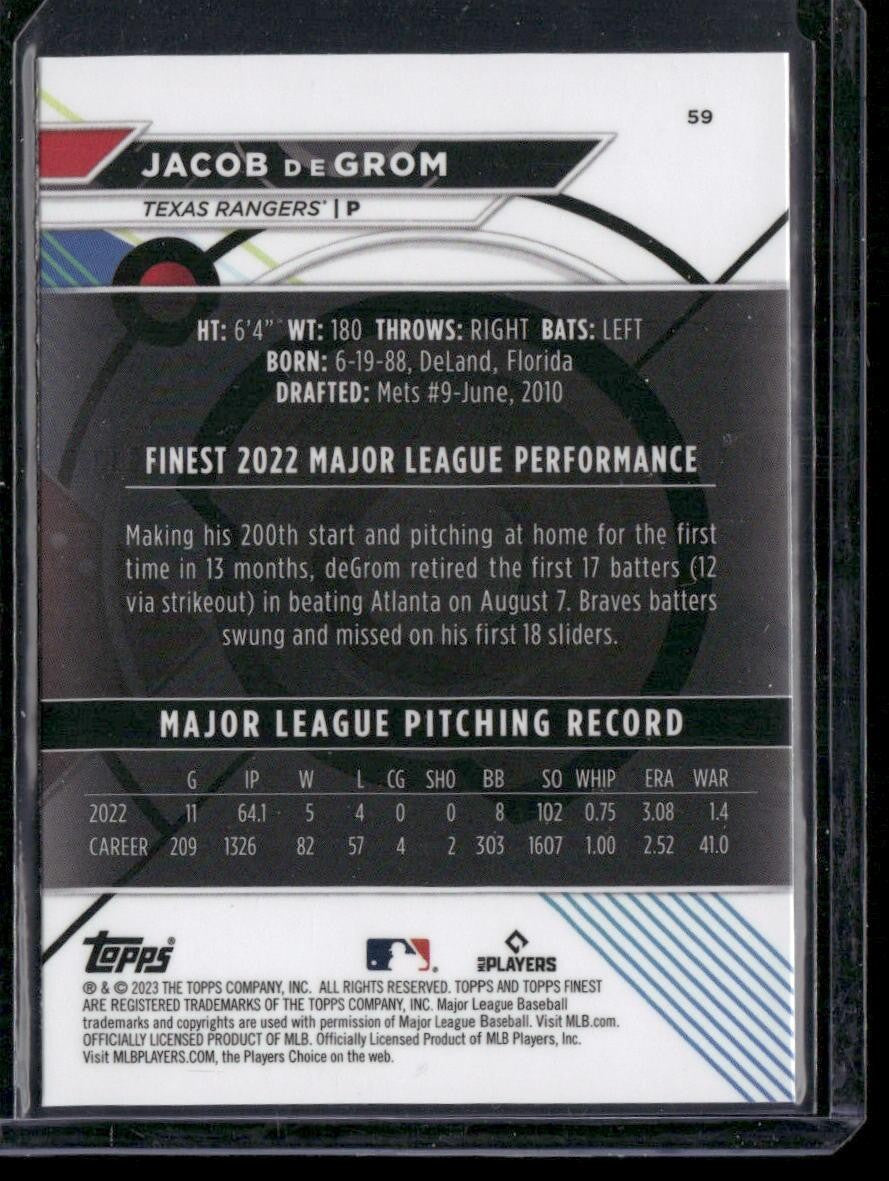 59
JACOB DEGROM
TEXAS RANGERS® | P
HT: 6'4" WT: 180 THROWS: RIGHT BATS: LEFT
BORN: 6-19-88, DeLand, Florida
DRAFTED: Mets #9-June, 2010
FINEST 2022 MAJOR LEAGUE PERFORMANCE
Making his 200th start and pitching at home for the first
time in 13 months, deGrom retired the first 17 batters (12
via strikeout) in beating Atlanta on August 7. Braves batters
swung and missed on his first 18 sliders.
MAJOR LEAGUE PITCHING RECORD
G IP W L CG SHO BB SO WHIP ERA WAR
2022 11 64.1 5 4 0 0 8 102 0.75 3.08 1.4
CAREER 209 1326 82 57 4 2 303 1607 1.00 2.52 41.0
Topps®
MLB PLAYERS
® & © 2023 THE TOPPS COMPANY, INC. ALL RIGHTS RESERVED. TOPPS AND TOPPS FINEST
ARE REGISTERED TRADEMARKS OF THE TOPPS COMPANY, INC. Major League Baseball
trademarks and copyrights are used with permission of Major League Baseball. Visit MLB.com.
OFFICIALLY LICENSED PRODUCT OF MLB. Officially Licensed Product of MLB Players, Inc.
Visit MLBPLAYERS.COM, the Players Choice on the web.